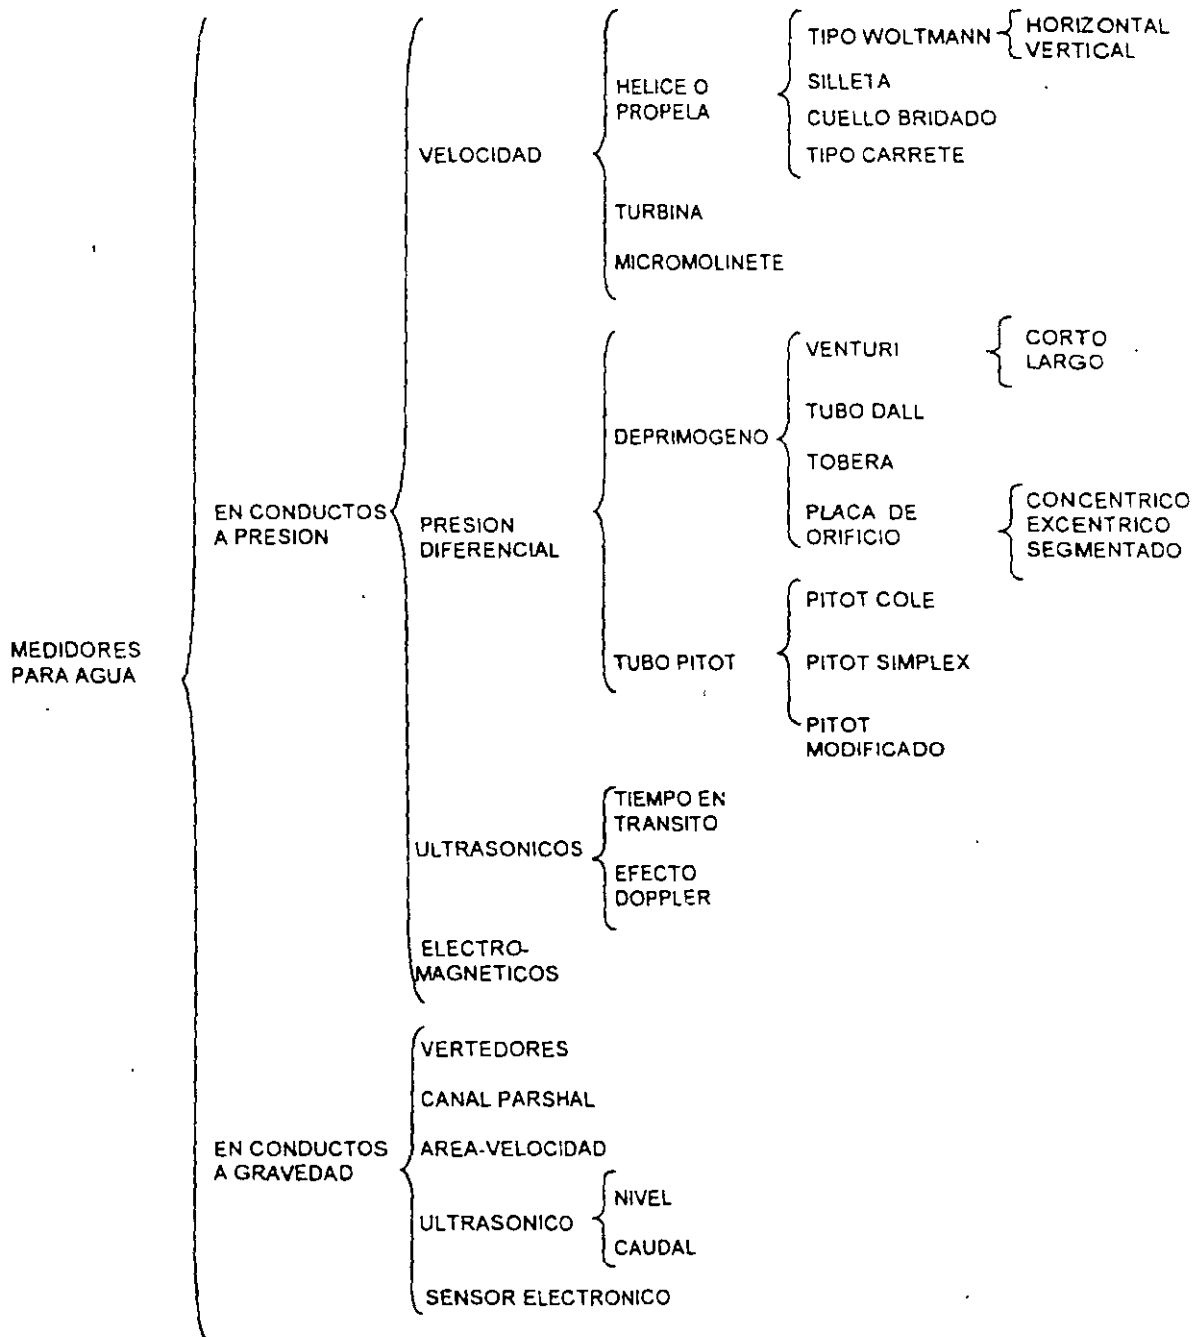 MEDIDORES
PARA AGUA
EN CONDUCTOS
A PRESION
VELOCIDAD
HELICE O
PROPELA
TIPO WOLTMANN
HORIZONTAL
VERTICAL
SILLETA
CUELLO BRIDADO
TIPO CARRETE
TURBINA
MICROMOLINETE
PRESION
DIFERENCIAL
DEPRIMOGENO
VENTURI
CORTO
LARGO
TUBO DALL
TOBERA
PLACA DE
ORIFICIO
CONCENTRICO
EXCENTRICO
SEGMENTADO
TUBO PITOT
PITOT COLE
PITOT SIMPLEX
PITOT
MODIFICADO
ULTRASONICOS
TIEMPO EN
TRANSITO
EFECTO
DOPPLER
ELECTRO-
MAGNETICOS
EN CONDUCTOS
A GRAVEDAD
VERTEDORES
CANAL PARSHAL
AREA-VELOCIDAD
ULTRASONICO
NIVEL
CAUDAL
SENSOR ELECTRONICO